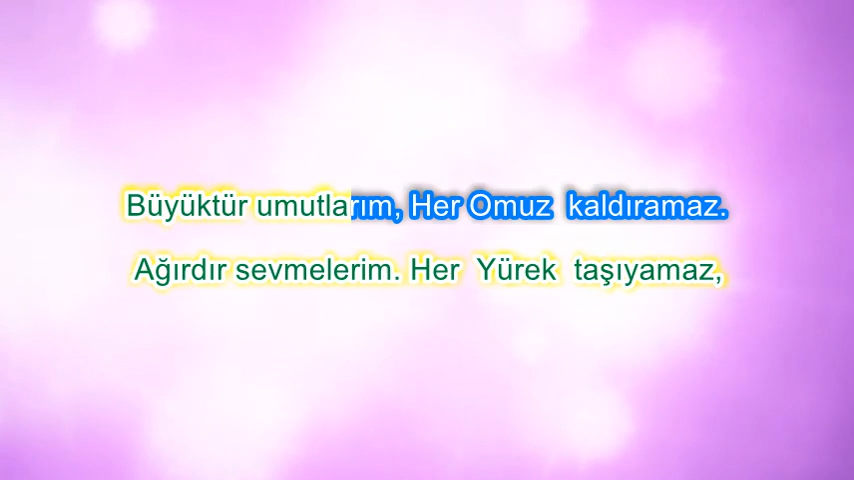 Büyüktür umutlarım, Her Omuz  kaldıramaz.
Ağırdır sevmelerim. Her  Yürek  taşıyamaz,